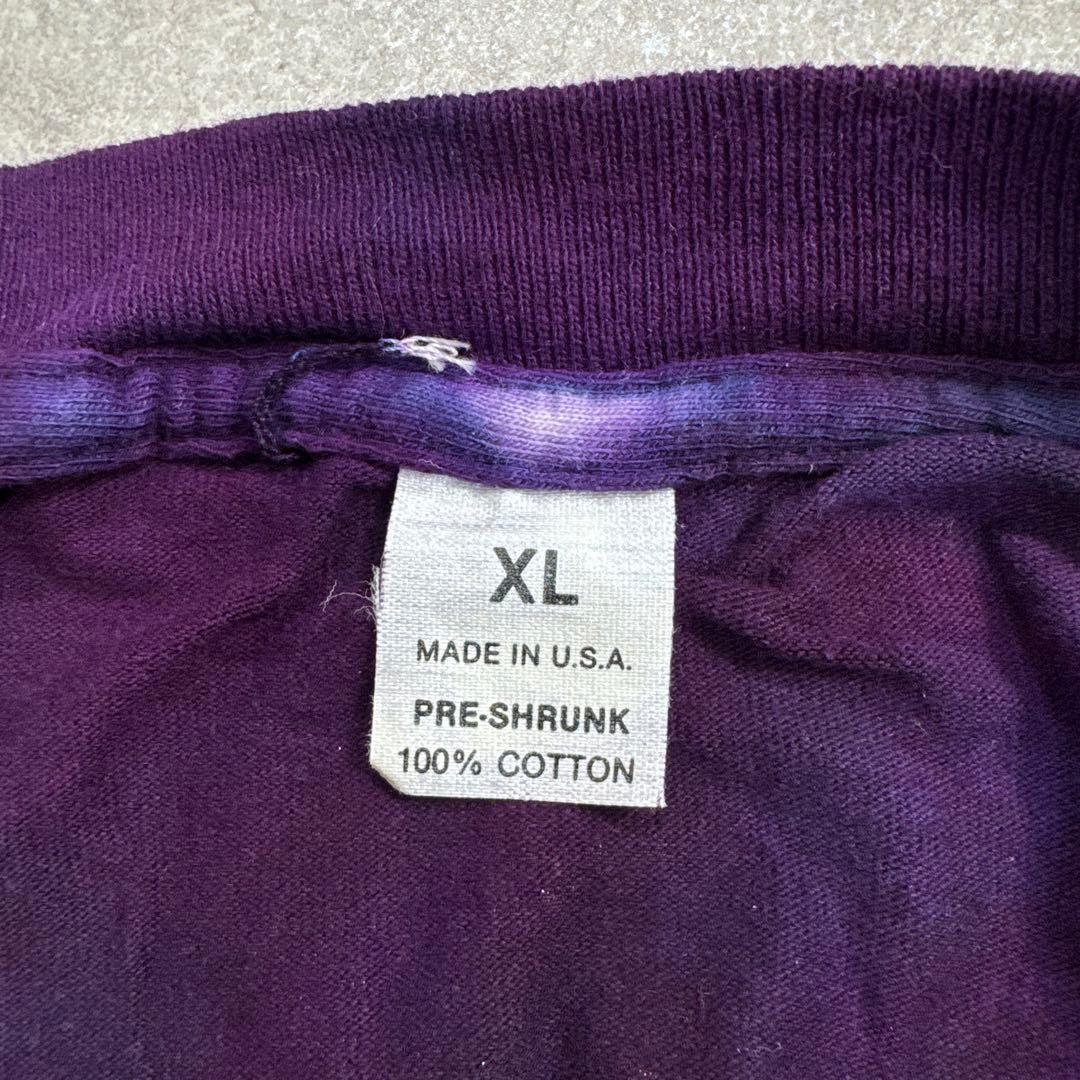 XL
MADE IN U.S.A.
PRE-SHRUNK
100% COTTON